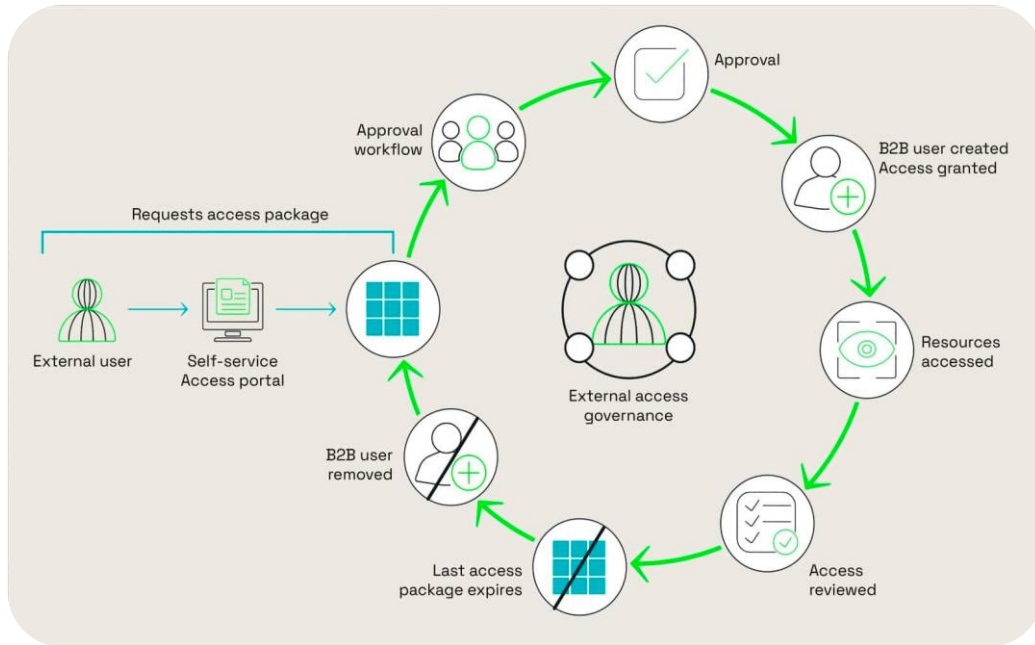 Approval
Approval
workflow
B2B user created
Access granted
Requests access package
External user
Self-service
Access portal
Resources
accessed
External access
governance
B2B user
removed
Last access
package expires
Access
reviewed